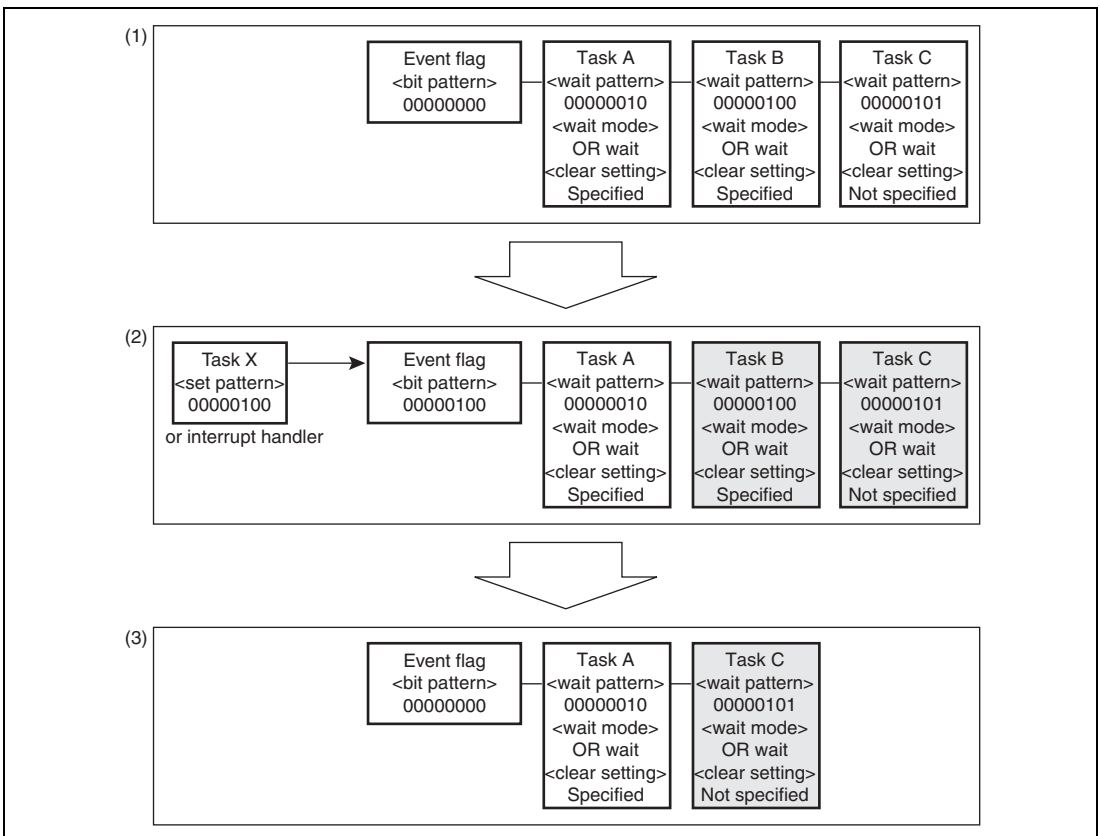 (1)
Event flag
<bit pattern>
00000000
Task A
<wait pattern>
00000010
<wait mode>
OR wait
<clear setting>
Specified
Task B
<wait pattern>
00000100
<wait mode>
OR wait
<clear setting>
Specified
Task C
<wait pattern>
00000101
<wait mode>
OR wait
<clear setting>
Not specified
(2)
Task X
<set pattern>
00000100
or interrupt handler
Event flag
<bit pattern>
00000100
Task A
<wait pattern>
00000010
<wait mode>
OR wait
<clear setting>
Specified
Task B
<wait pattern>
00000100
<wait mode>
OR wait
<clear setting>
Specified
Task C
<wait pattern>
00000101
<wait mode>
OR wait
<clear setting>
Not specified
(3)
Event flag
<bit pattern>
00000000
Task A
<wait pattern>
00000010
<wait mode>
OR wait
<clear setting>
Specified
Task C
<wait pattern>
00000101
<wait mode>
OR wait
<clear setting>
Not specified